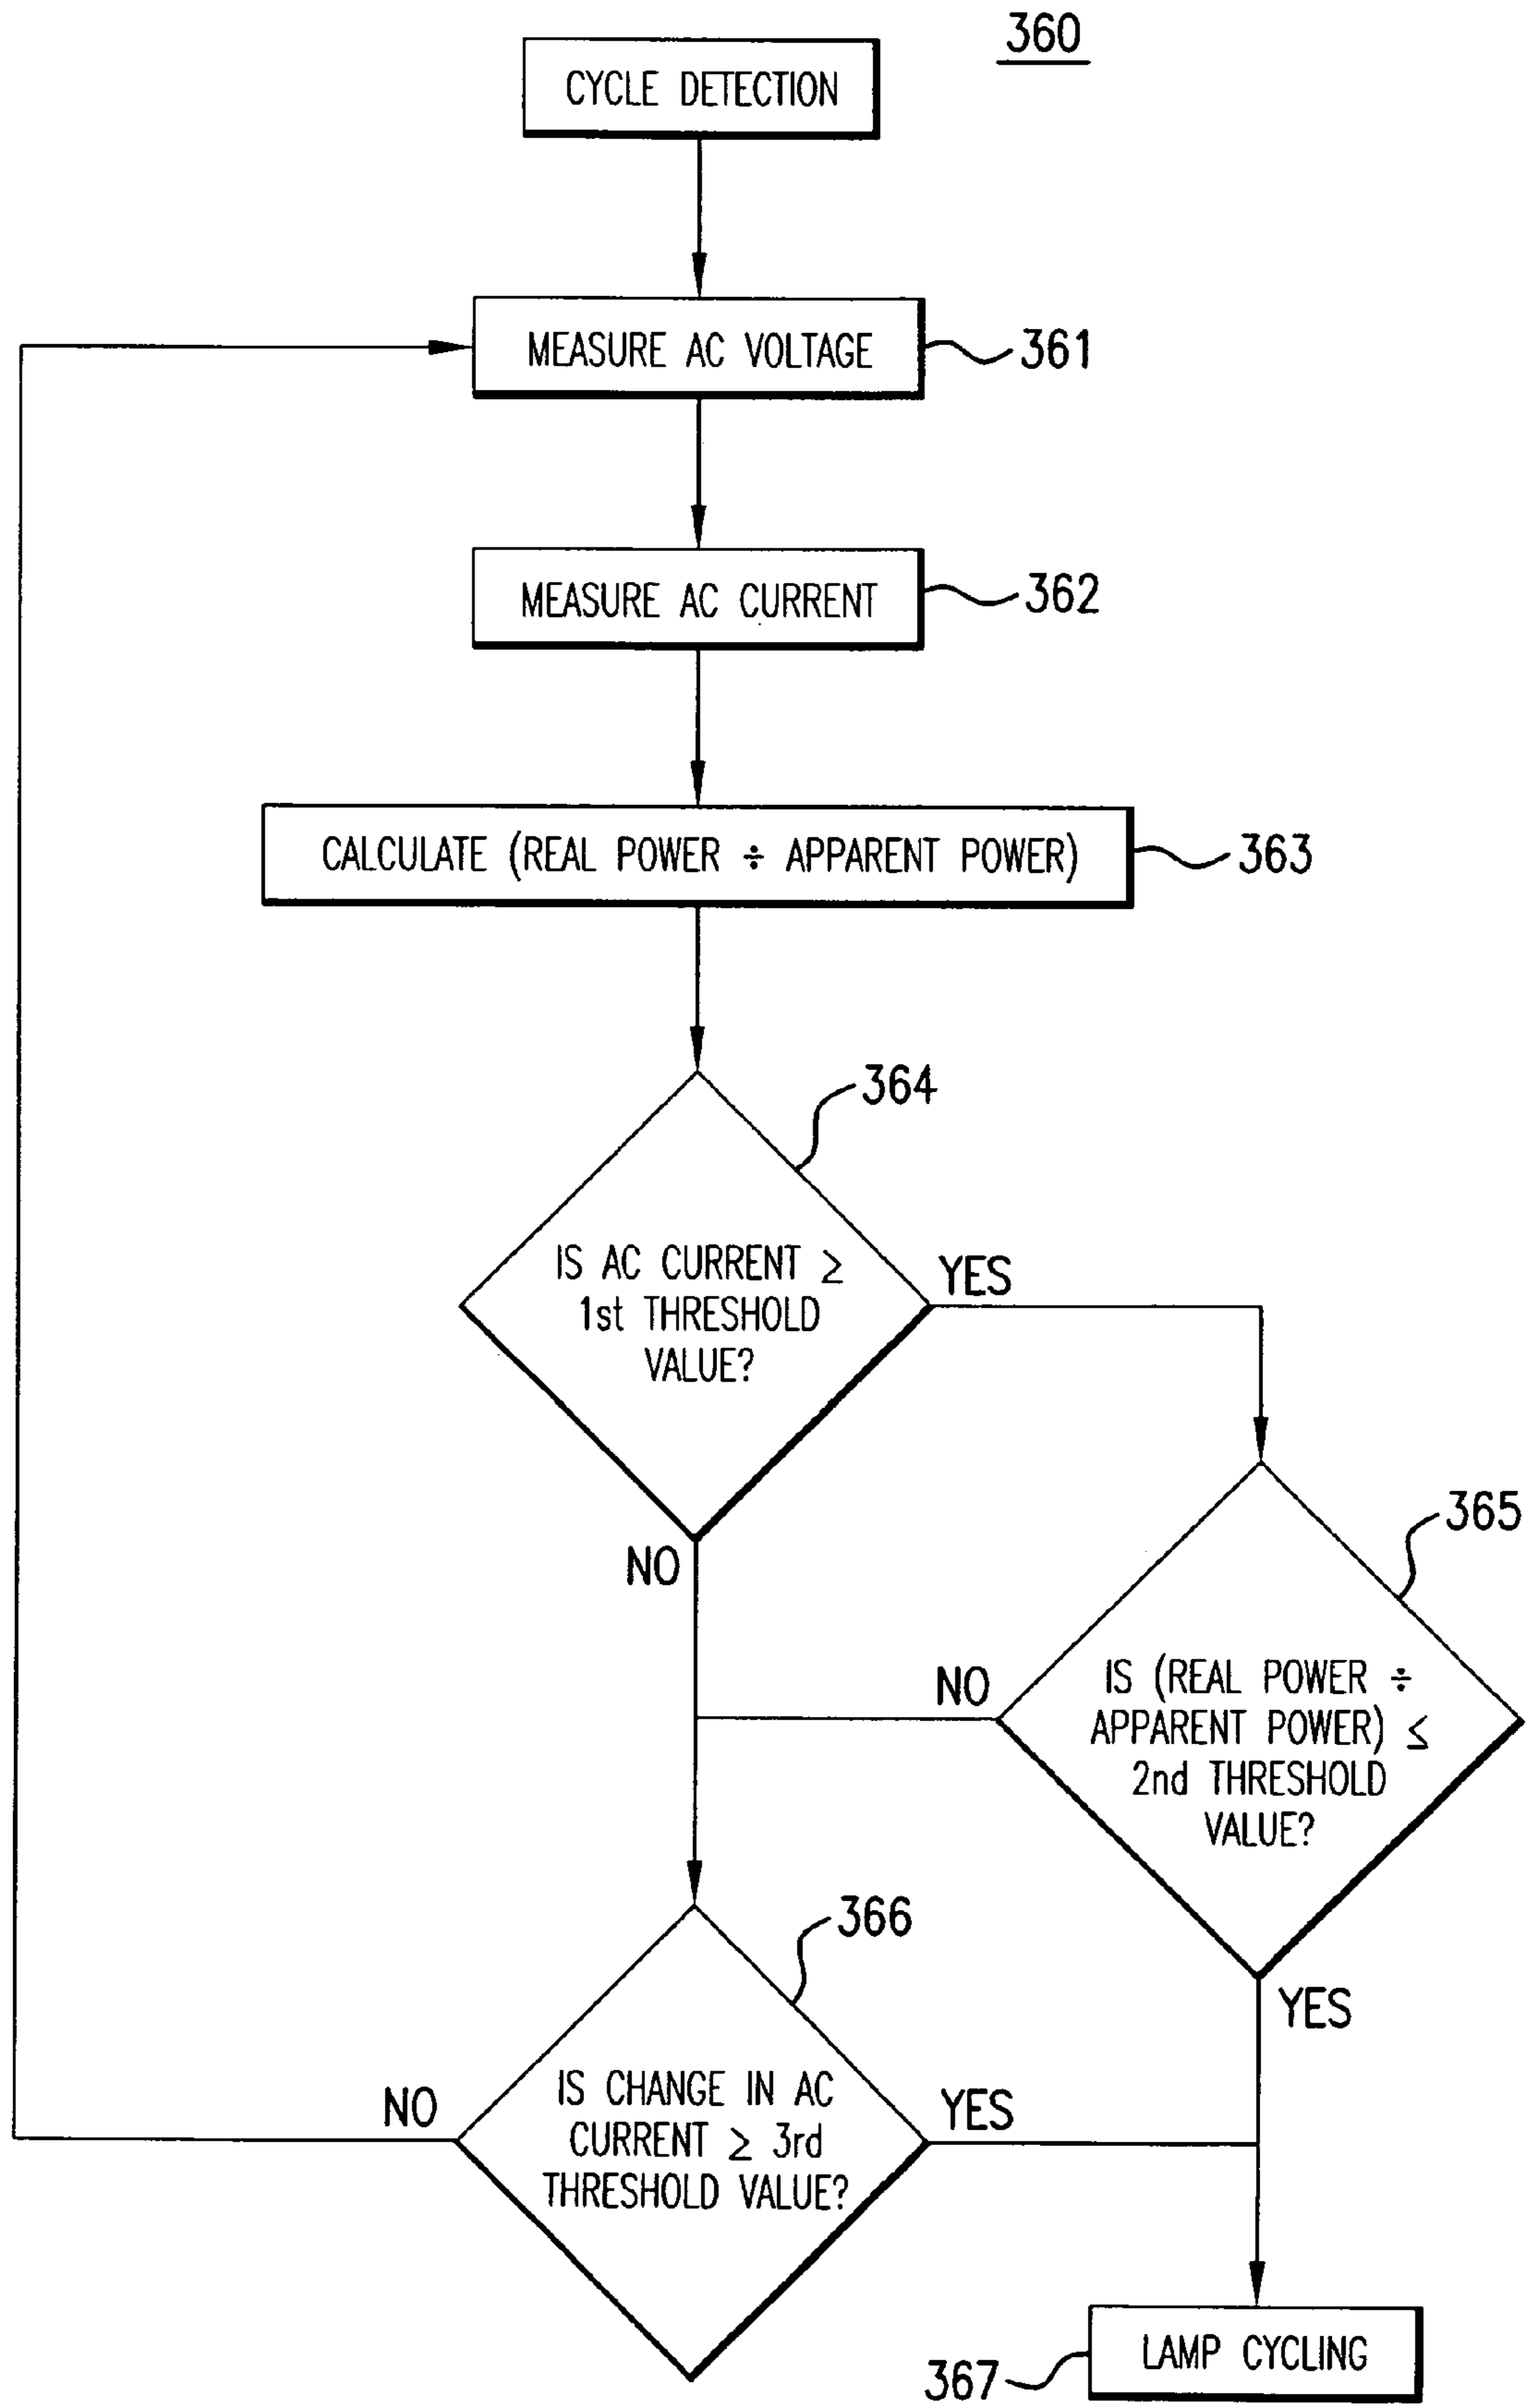 360
CYCLE DETECTION
MEASURE AC VOLTAGE
361
MEASURE AC CURRENT
362
CALCULATE (REAL POWER ÷ APPARENT POWER)
363
364
IS AC CURRENT ≥
1st THRESHOLD
VALUE?
YES
NO
365
IS (REAL POWER ÷
APPARENT POWER) ≤
2nd THRESHOLD
VALUE?
NO
YES
366
IS CHANGE IN AC
CURRENT ≥ 3rd
THRESHOLD VALUE?
NO
YES
LAMP CYCLING
367